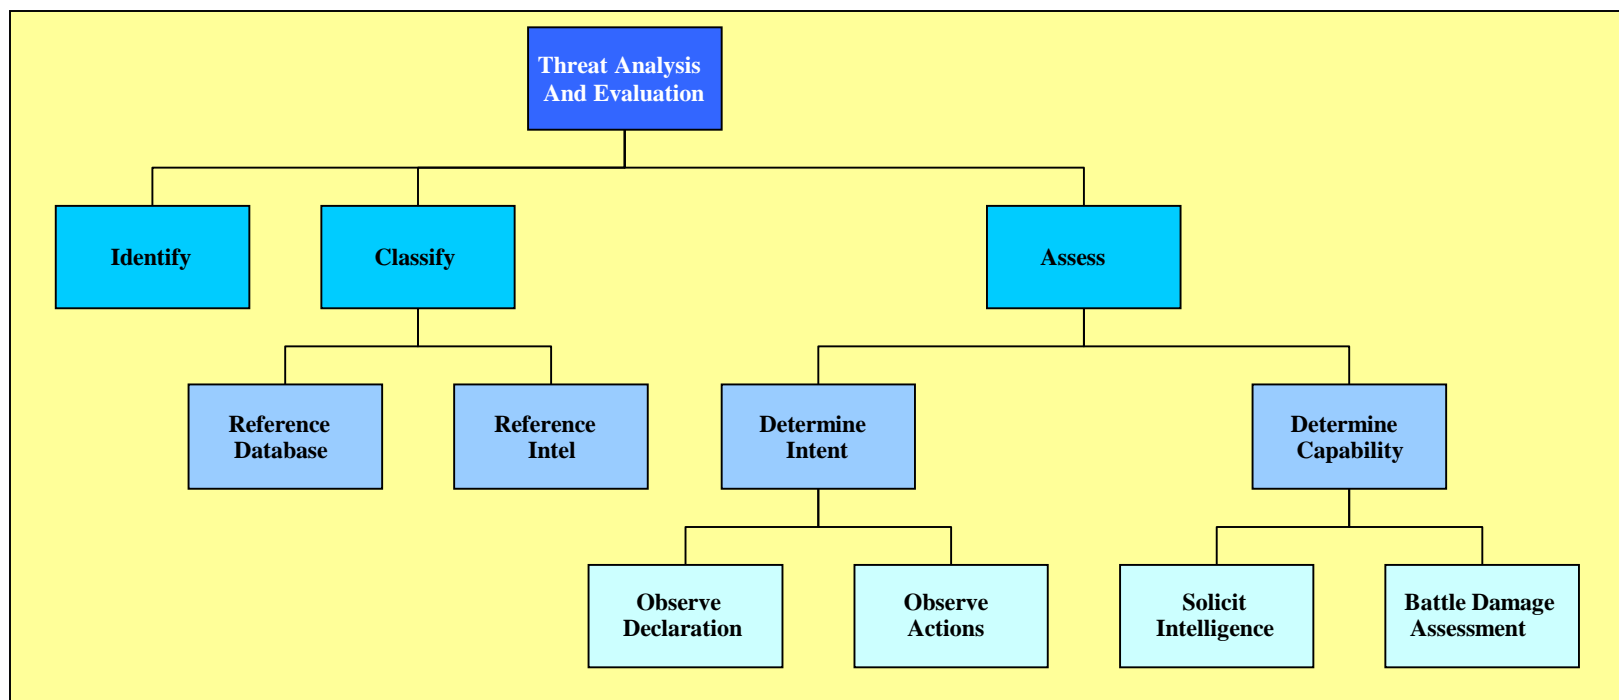 Threat Analysis
And Evaluation
Identify
Classify
Assess
Reference
Database
Reference
Intel
Determine
Intent
Determine
Capability
Observe
Declaration
Observe
Actions
Solicit
Intelligence
Battle Damage
Assessment